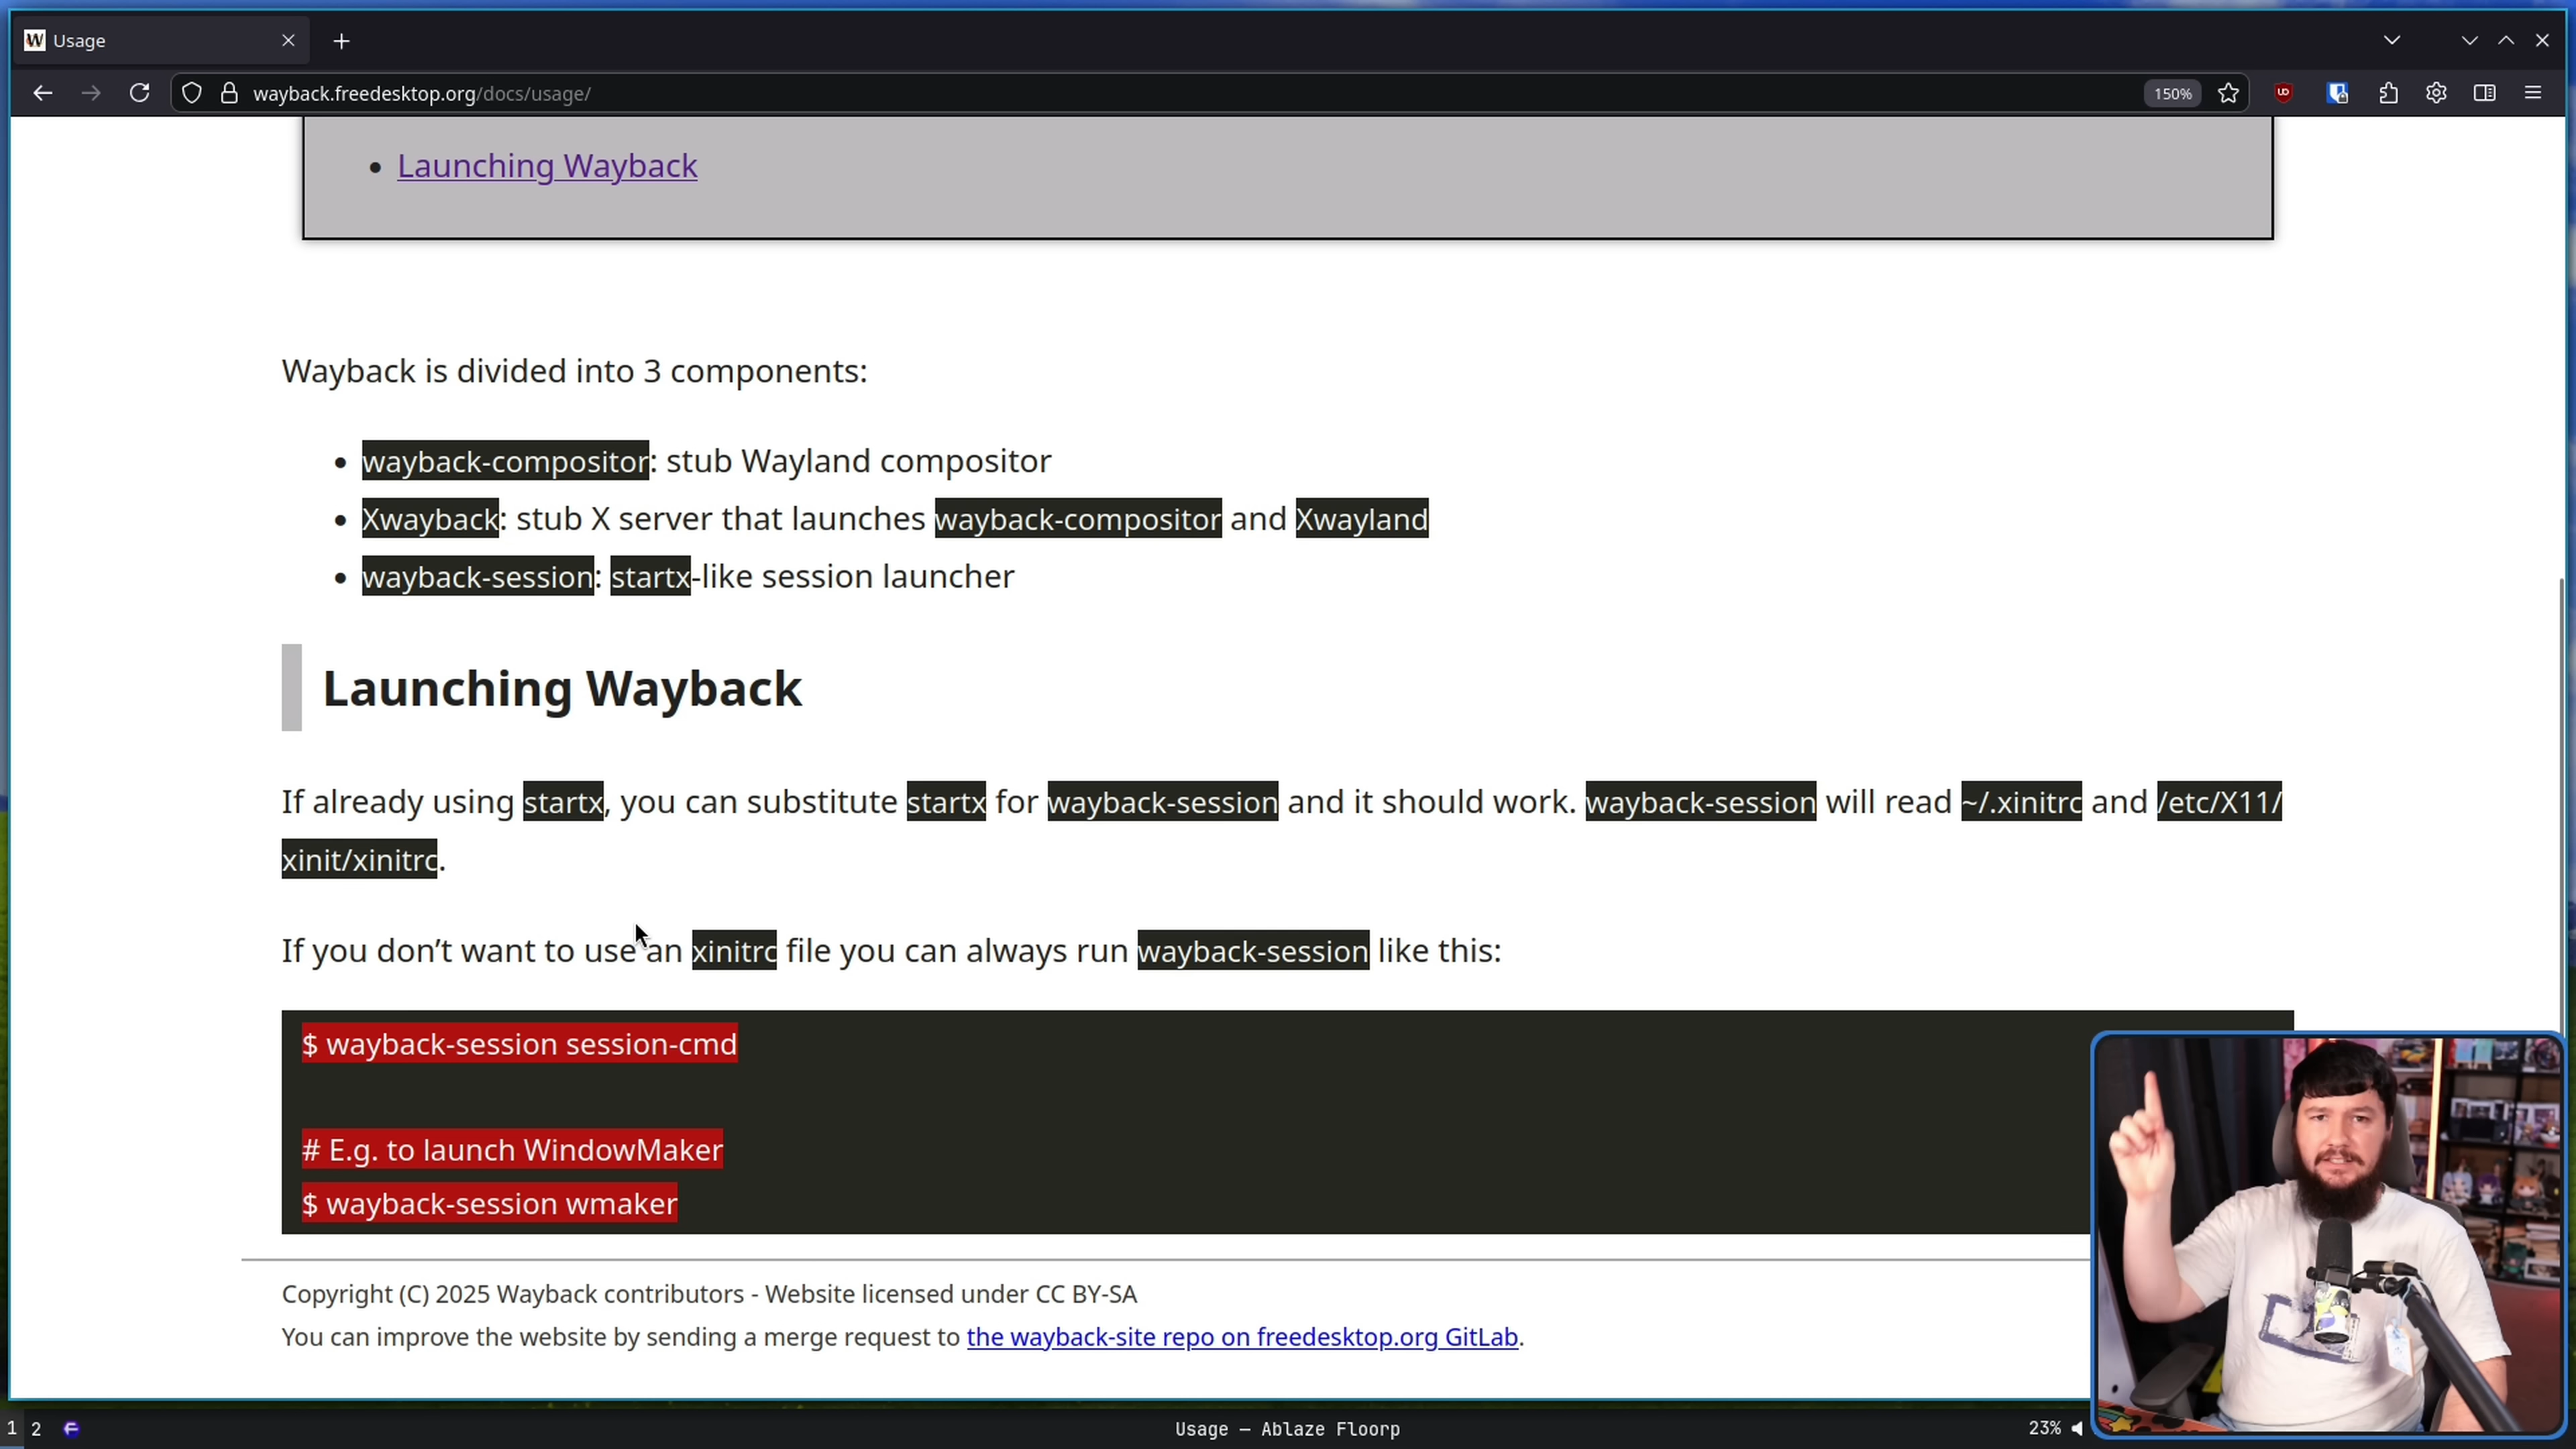 Usage
wayback.freedesktop.org/docs/usage/
150%
Launching Wayback
Wayback is divided into 3 components:
wayback-compositor: stub Wayland compositor
Xwayback: stub X server that launches wayback-compositor and Xwayland
wayback-session: startx-like session launcher
Launching Wayback
If already using startx, you can substitute startx for wayback-session and it should work. wayback-session will read ~/.xinitrc and /etc/X11/
xinit/xinitrc.
If you don’t want to use an xinitrc file you can always run wayback-session like this:
$ wayback-session session-cmd
# E.g. to launch WindowMaker
$ wayback-session wmaker
Copyright (C) 2025 Wayback contributors - Website licensed under CC BY-SA
You can improve the website by sending a merge request to the wayback-site repo on freedesktop.org GitLab.
1 2 Usage — Ablaze Floorp 23%